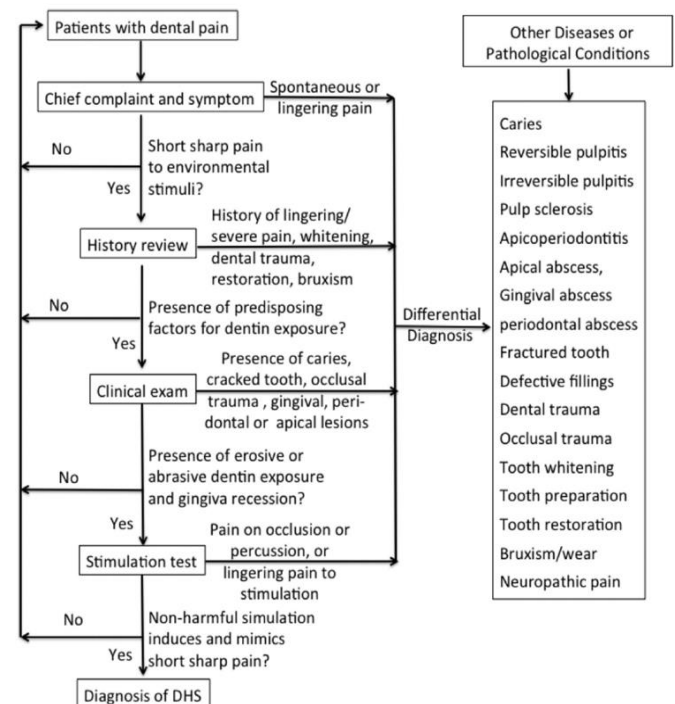 Patients with dental pain
Chief complaint and symptom
Spontaneous or
lingering pain
No
Short sharp pain
to environmental
Yes
stimuli?
History review
History of lingering/
severe pain, whitening,
dental trauma,
restoration, bruxism
No
Presence of predisposing
factors for dentin exposure?
Yes
Clinical exam
Presence of caries,
cracked tooth, occlusal
trauma , gingival, peri-
dontal or apical lesions
No
Presence of erosive or
abrasive dentin exposure
and gingiva recession?
Yes
Stimulation test
Pain on occlusion or
percussion, or
lingering pain to
stimulation
No
Non-harmful simulation
induces and mimics
Yes
short sharp pain?
Diagnosis of DHS
Differential
Diagnosis
Other Diseases or
Pathological Conditions
Caries
Reversible pulpitis
Irreversible pulpitis
Pulp sclerosis
Apicoperiodontitis
Apical abscess,
Gingival abscess
periodontal abscess
Fractured tooth
Defective fillings
Dental trauma
Occlusal trauma
Tooth whitening
Tooth preparation
Tooth restoration
Bruxism/wear
Neuropathic pain